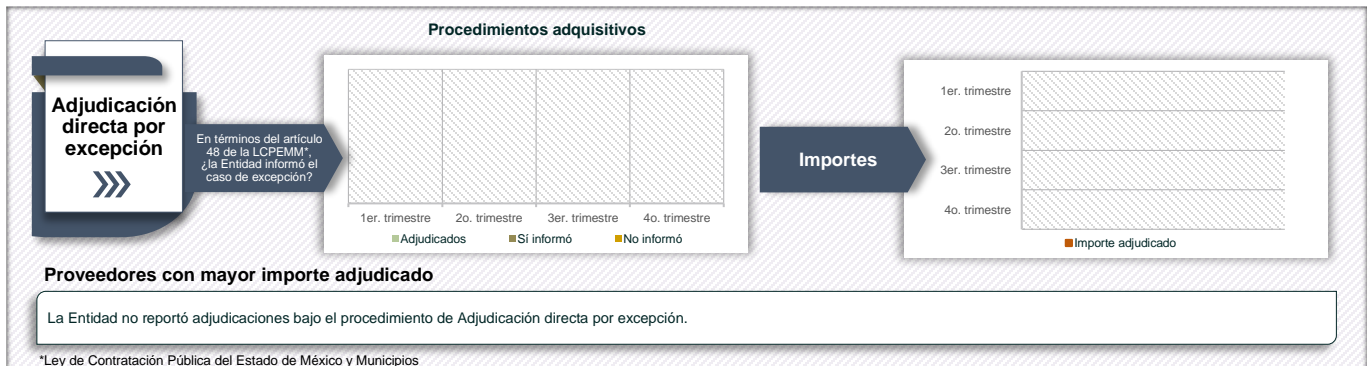 Procedimientos adquisitivos
Adjudicación
directa por
excepción
En términos del artículo
48 de la LCPEMM*,
¿la Entidad informó el
caso de excepción?
1er. trimestre 2o. trimestre 3er. trimestre 4o. trimestre
Adjudicados Sí informó No informó
Importes
1er. trimestre
2o. trimestre
3er. trimestre
4o. trimestre
Importe adjudicado
Proveedores con mayor importe adjudicado
La Entidad no reportó adjudicaciones bajo el procedimiento de Adjudicación directa por excepción.
*Ley de Contratación Pública del Estado de México y Municipios